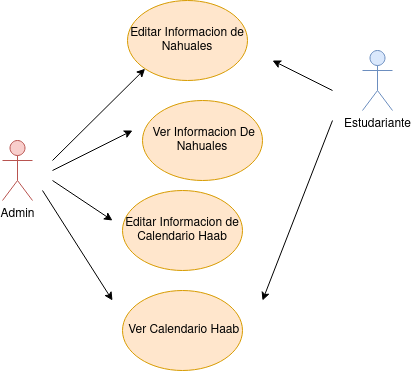 Editar Informacion de
Nahuales
Estudariante
Ver Informacion De
Nahuales
Admin
Editar Informacion de
Calendario Haab
Ver Calendario Haab